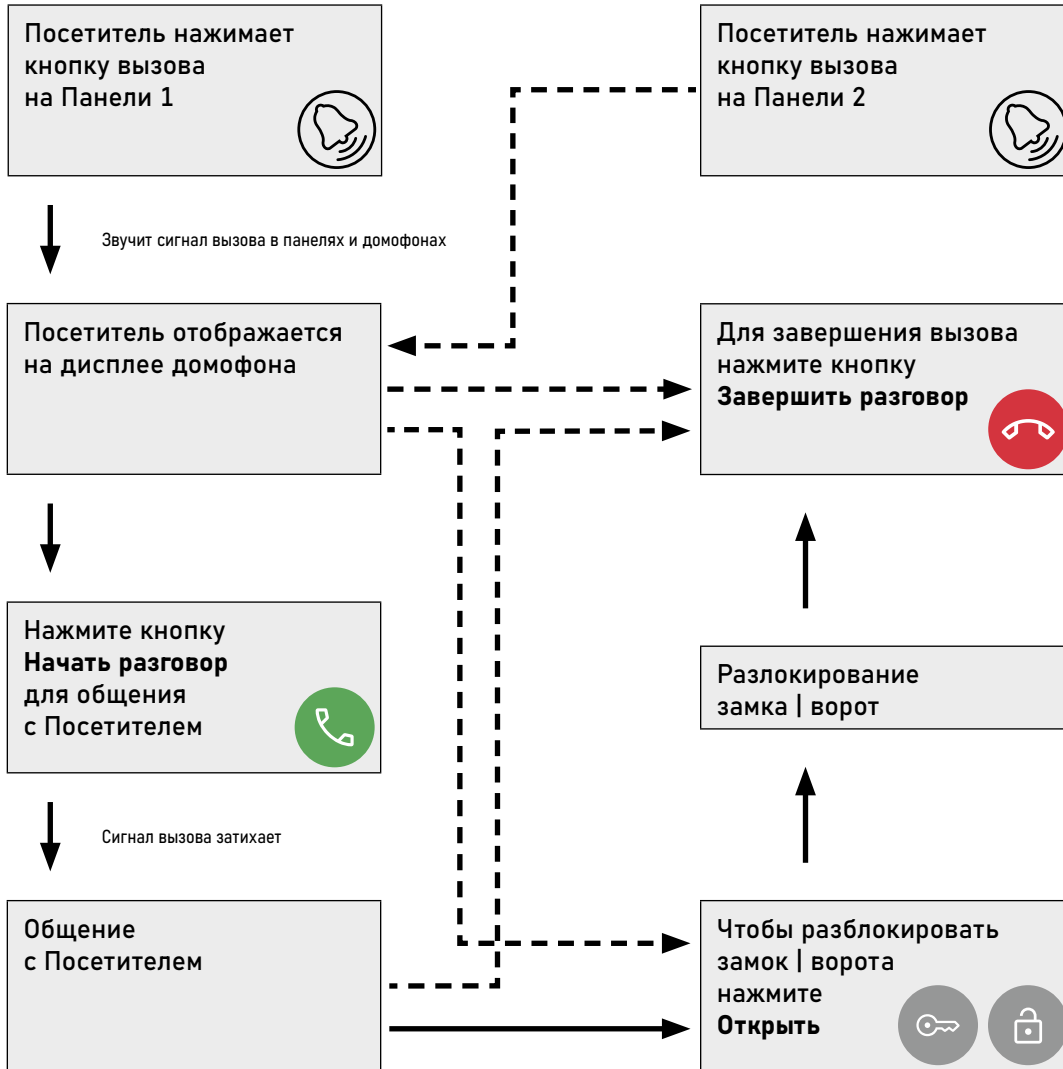 Посетитель нажимает
кнопку вызова
на Панели 1
Посетитель нажимает
кнопку вызова
на Панели 2
Звучит сигнал вызова в панелях и домофонах
Посетитель отображается
на дисплее домофона
Для завершения вызова
нажмите кнопку
Завершить разговор
Нажмите кнопку
Начать разговор
для общения
с Посетителем
Разлокирование
замка | ворот
Сигнал вызова затихает
Общение
с Посетителем
Чтобы разблокировать
замок | ворота
нажмите
Открыть